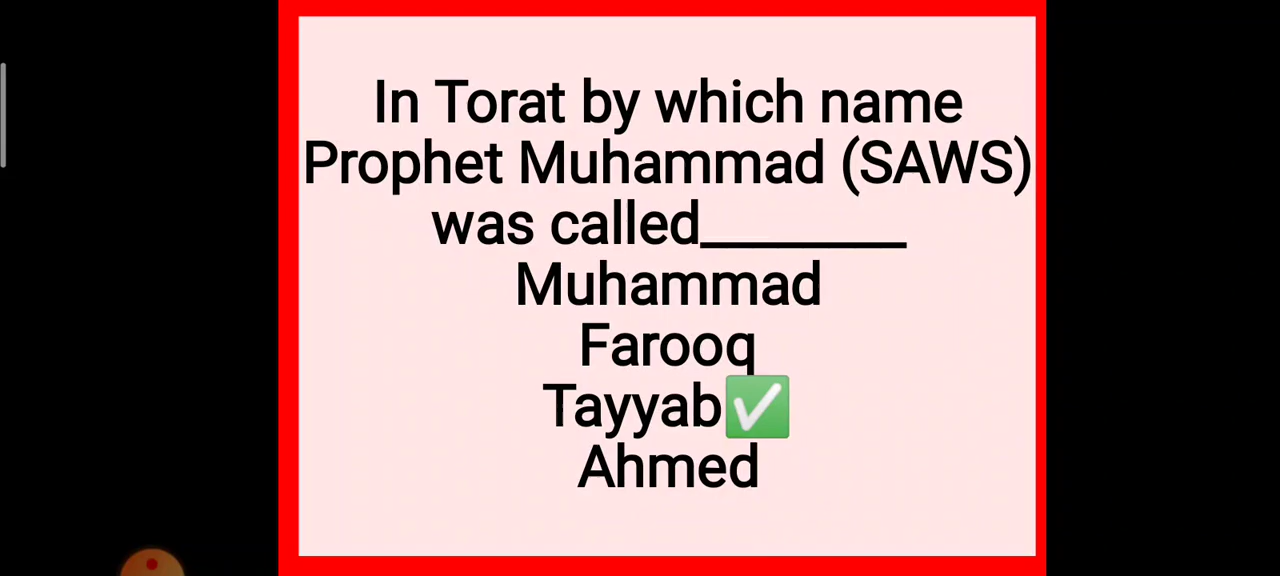 In Torat by which name
Prophet Muhammad (SAWS)
was called________
Muhammad
Farooq
Tayyab✅
Ahmed